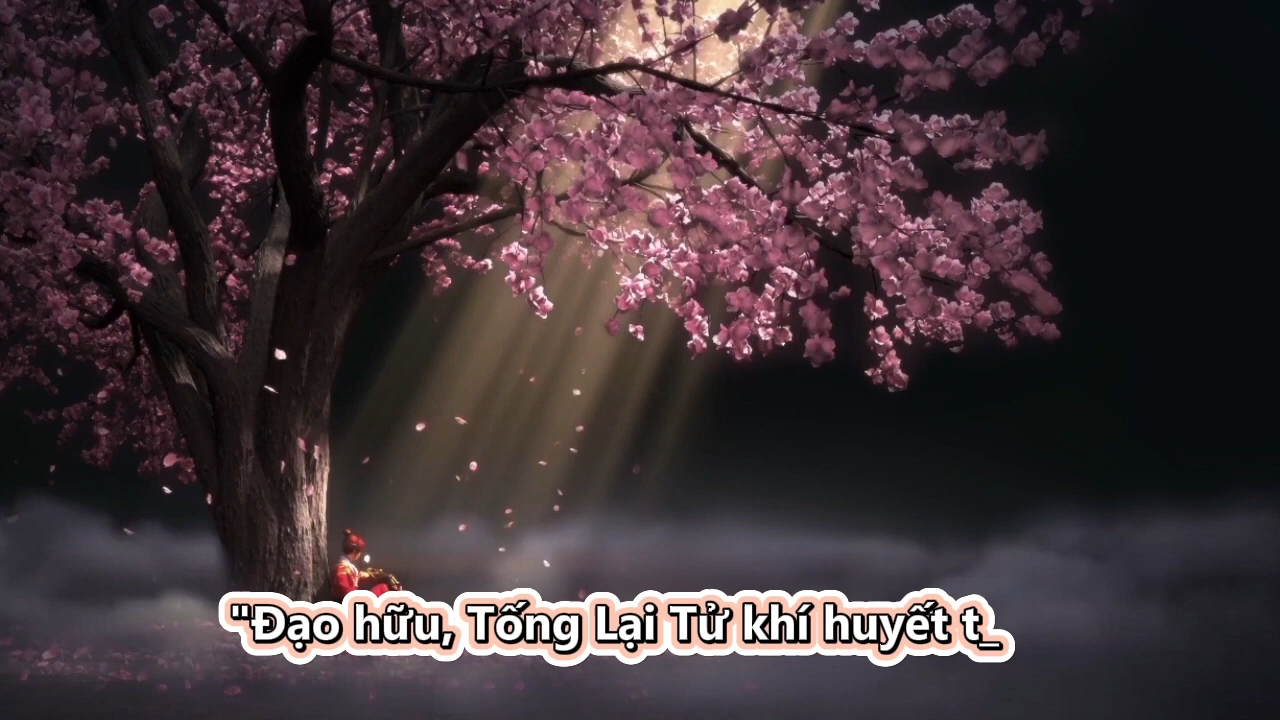 "Đạo hữu, Tống Lại Tử khí huyết t_